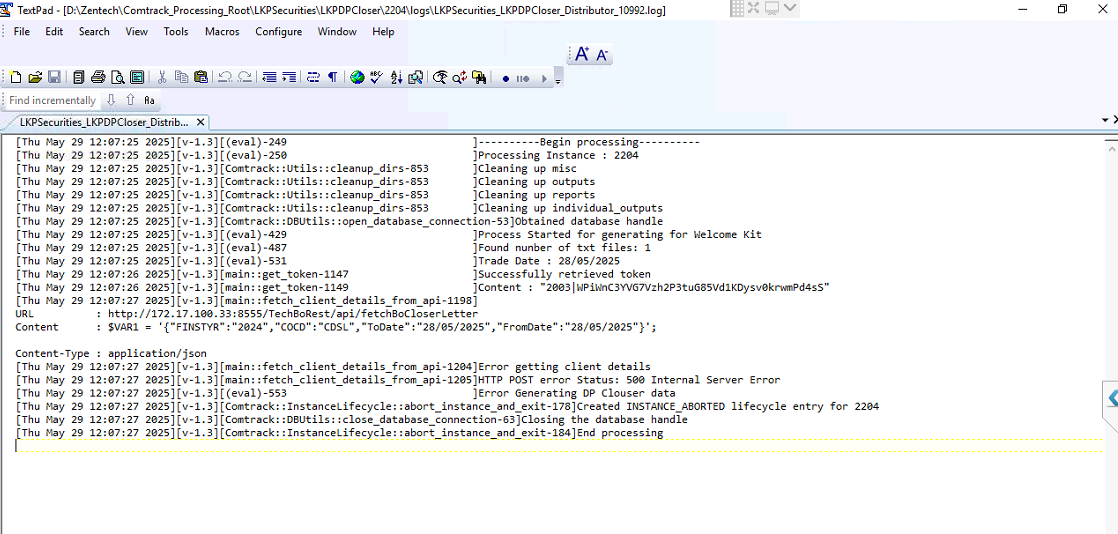 TextPad - [D:\Zentech\Comtrack_Processing_Root\LKPSecurities\LKPDPCloser\2204\logs\LKPSecurities_LKPDPCloser_Distributor_10992.log]
File Edit Search View Tools Macros Configure Window Help
A+ A-
Find incrementally
LKPSecurities_LKPDPCloser_Distrib...
[Thu May 29 12:07:25 2025][v-1.3][(eval)-249 ]----------Begin processing----------
[Thu May 29 12:07:25 2025][v-1.3][(eval)-250 ]Processing Instance : 2204
[Thu May 29 12:07:25 2025][v-1.3][Comtrack::Utils::cleanup_dirs-853 ]Cleaning up misc
[Thu May 29 12:07:25 2025][v-1.3][Comtrack::Utils::cleanup_dirs-853 ]Cleaning up outputs
[Thu May 29 12:07:25 2025][v-1.3][Comtrack::Utils::cleanup_dirs-853 ]Cleaning up reports
[Thu May 29 12:07:25 2025][v-1.3][Comtrack::Utils::cleanup_dirs-853 ]Cleaning up individual_outputs
[Thu May 29 12:07:25 2025][v-1.3][Comtrack::DBUtils::open_database_connection-53]Obtained database handle
[Thu May 29 12:07:25 2025][v-1.3][(eval)-429 ]Process Started for generating for Welcome Kit
[Thu May 29 12:07:25 2025][v-1.3][(eval)-487 ]Found nunber of txt files: 1
[Thu May 29 12:07:25 2025][v-1.3][(eval)-531 ]Trade Date : 28/05/2025
[Thu May 29 12:07:26 2025][v-1.3][main::get_token-1147 ]Successfully retrieved token
[Thu May 29 12:07:26 2025][v-1.3][main::get_token-1149 ]Content : "2003|WPiWnC3YVG7Vzh2P3tuG85Vd1KDysv0krwmPd4sS"
[Thu May 29 12:07:27 2025][v-1.3][main::fetch_client_details_from_api-1198]
URL : http://172.17.100.33:8555/TechBoRest/api/fetchBoCloserLetter
Content : $VAR1 = '{"FINSTYR":"2024","COCD":"CDSL","ToDate":"28/05/2025","FromDate":"28/05/2025"}';
Content-Type : application/json
[Thu May 29 12:07:27 2025][v-1.3][main::fetch_client_details_from_api-1204]Error getting client details
[Thu May 29 12:07:27 2025][v-1.3][main::fetch_client_details_from_api-1205]HTTP POST error Status: 500 Internal Server Error
[Thu May 29 12:07:27 2025][v-1.3][(eval)-553 ]Error Generating DP Clouser data
[Thu May 29 12:07:27 2025][v-1.3][Comtrack::InstanceLifecycle::abort_instance_and_exit-178]Created INSTANCE_ABORTED lifecycle entry for 2204
[Thu May 29 12:07:27 2025][v-1.3][Comtrack::DBUtils::close_database_connection-63]Closing the database handle
[Thu May 29 12:07:27 2025][v-1.3][Comtrack::InstanceLifecycle::abort_instance_and_exit-184]End processing